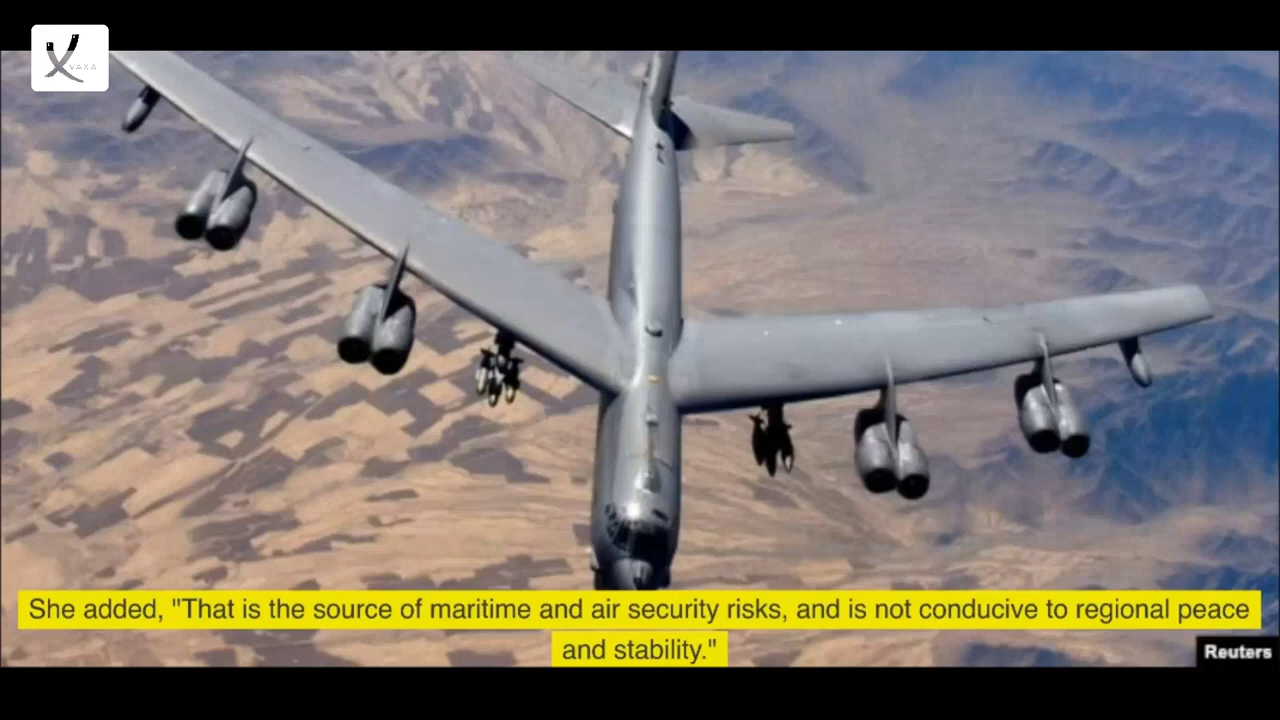 VAXA
She added, "That is the source of maritime and air security risks, and is not conducive to regional peace
and stability."
Reuters